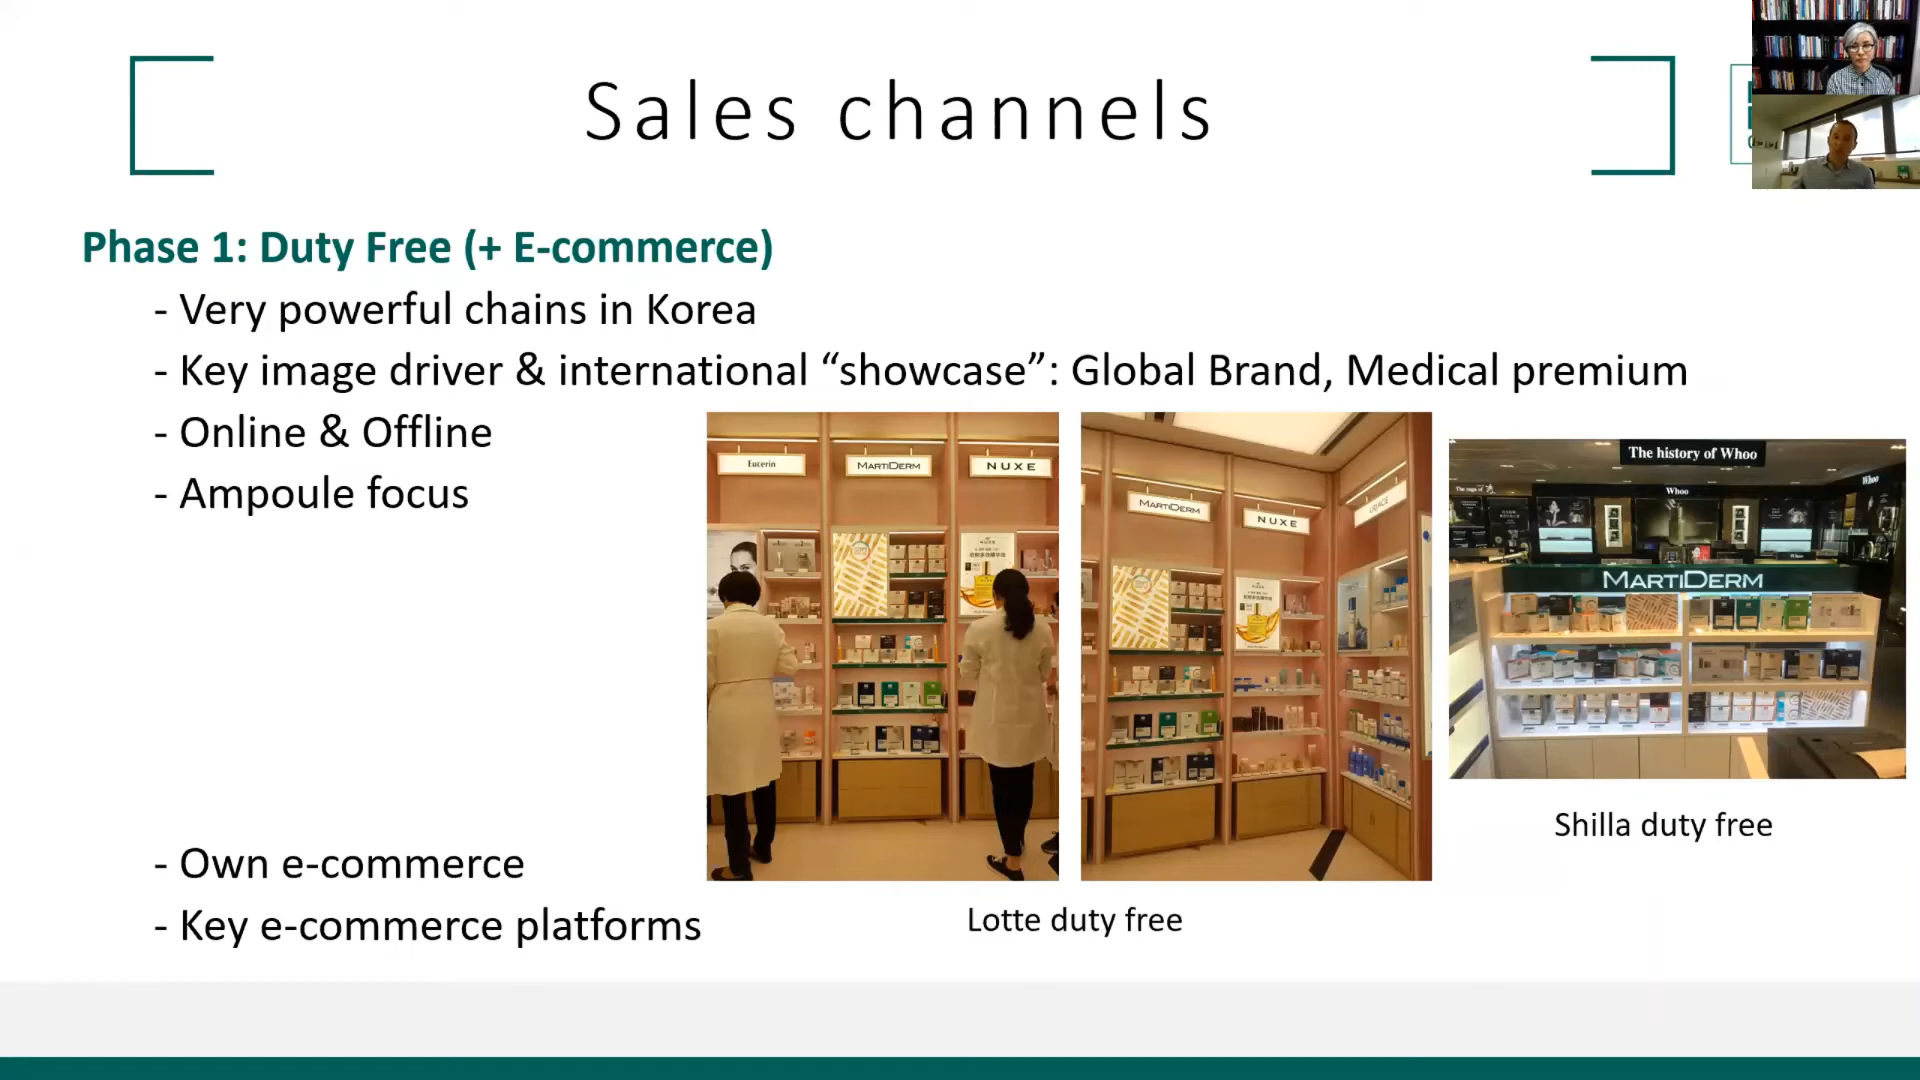 Sales channels
Phase 1: Duty Free (+ E-commerce)
- Very powerful chains in Korea
- Key image driver & international “showcase”: Global Brand, Medical premium
- Online & Offline
- Ampoule focus
Eucerin
MARTIDERM
NUXE
NUXE
MARTIDERM
NUXE
The history of Whoo
Whoo
Whoo
MARTIDERM
Shilla duty free
- Own e-commerce
- Key e-commerce platforms
Lotte duty free